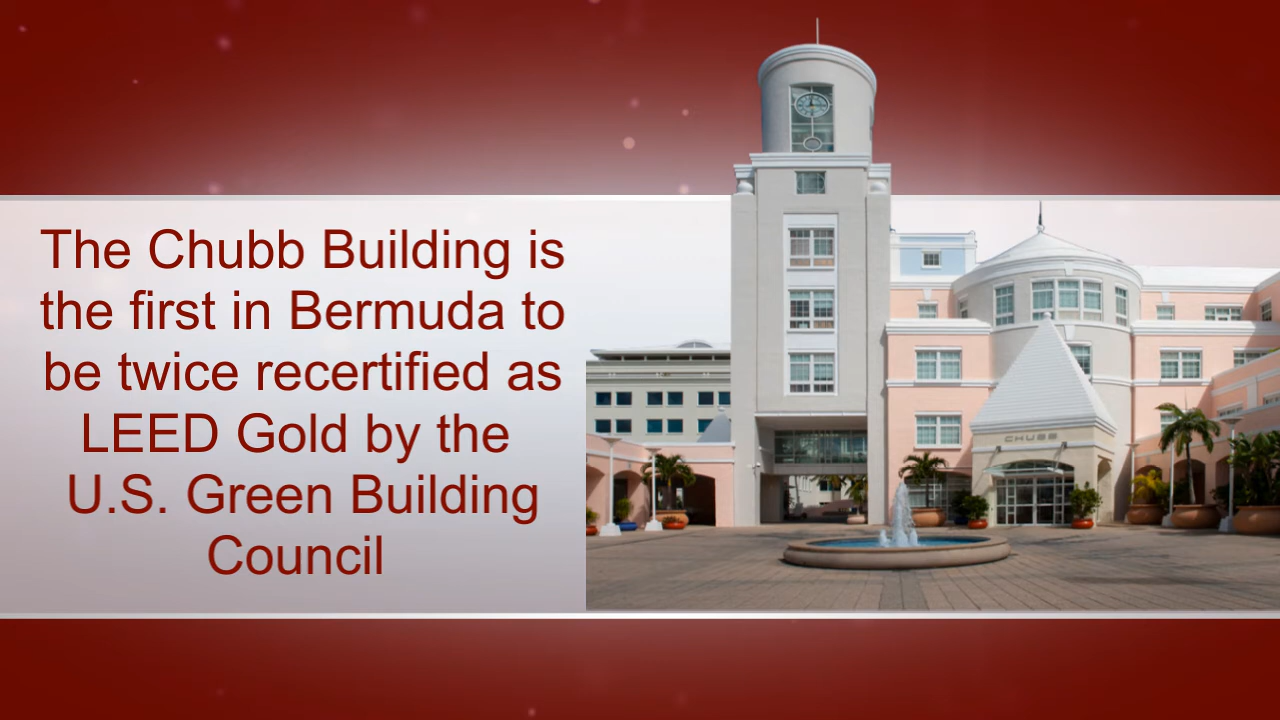 The Chubb Building is
the first in Bermuda to
be twice recertified as
LEED Gold by the
U.S. Green Building
Council
CHUBB